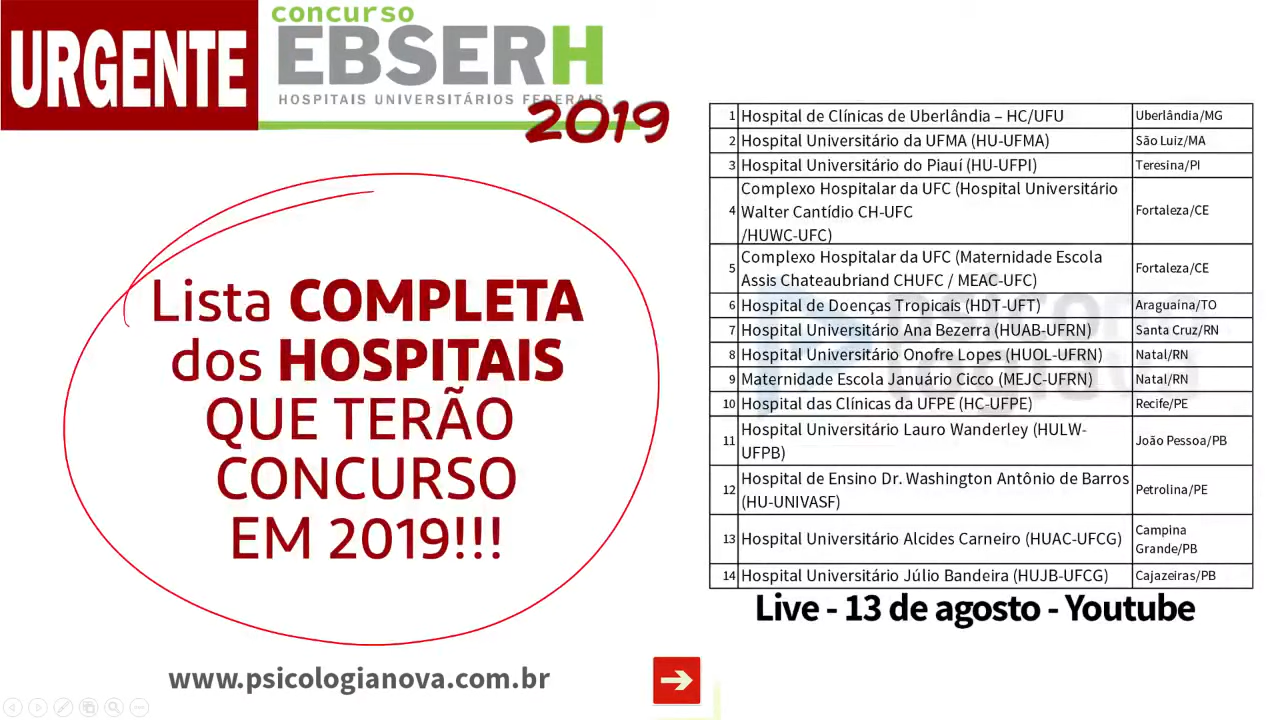 URGENTE
concurso
EBSERH
HOSPITAIS UNIVERSITÁRIOS FEDERAIS
2019
Lista COMPLETA
dos HOSPITAIS
QUE TERÃO
CONCURSO
EM 2019!!!
www.psicologianova.com.br
1 Hospital de Clínicas de Uberlândia – HC/UFU Uberlândia/MG
2 Hospital Universitário da UFMA (HU-UFMA) São Luiz/MA
3 Hospital Universitário do Piauí (HU-UFPI) Teresina/PI
4 Complexo Hospitalar da UFC (Hospital Universitário
Walter Cantídio CH-UFC
/HUWC-UFC) Fortaleza/CE
5 Complexo Hospitalar da UFC (Maternidade Escola
Assis Chateaubriand CHUFC / MEAC-UFC) Fortaleza/CE
6 Hospital de Doenças Tropicais (HDT-UFT) Araguaína/TO
7 Hospital Universitário Ana Bezerra (HUAB-UFRN) Santa Cruz/RN
8 Hospital Universitário Onofre Lopes (HUOL-UFRN) Natal/RN
9 Maternidade Escola Januário Cicco (MEJC-UFRN) Natal/RN
10 Hospital das Clínicas da UFPE (HC-UFPE) Recife/PE
11 Hospital Universitário Lauro Wanderley (HULW-
UFPB) João Pessoa/PB
12 Hospital de Ensino Dr. Washington Antônio de Barros
(HU-UNIVASF) Petrolina/PE
13 Hospital Universitário Alcides Carneiro (HUAC-UFCG) Campina
Grande/PB
14 Hospital Universitário Júlio Bandeira (HUJB-UFCG) Cajazeiras/PB
psicolo
logianova
Live - 13 de agosto - Youtube